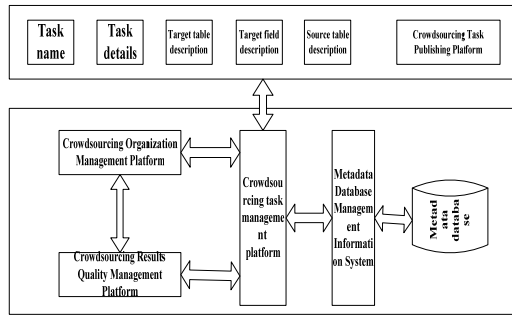 Task
name
Task
details
Target table
description
Target field
description
Source table
description
Crowdsourcing Task
Publishing Platform
Crowdsourcing Organization
Management Platform
Crowdsourcing Results
Quality Management
Platform
Crowdsou
rcing task
manageme
nt
platform
Metadata
Database
Managem
ent
Informati
on System
Metad
ata
databa
se